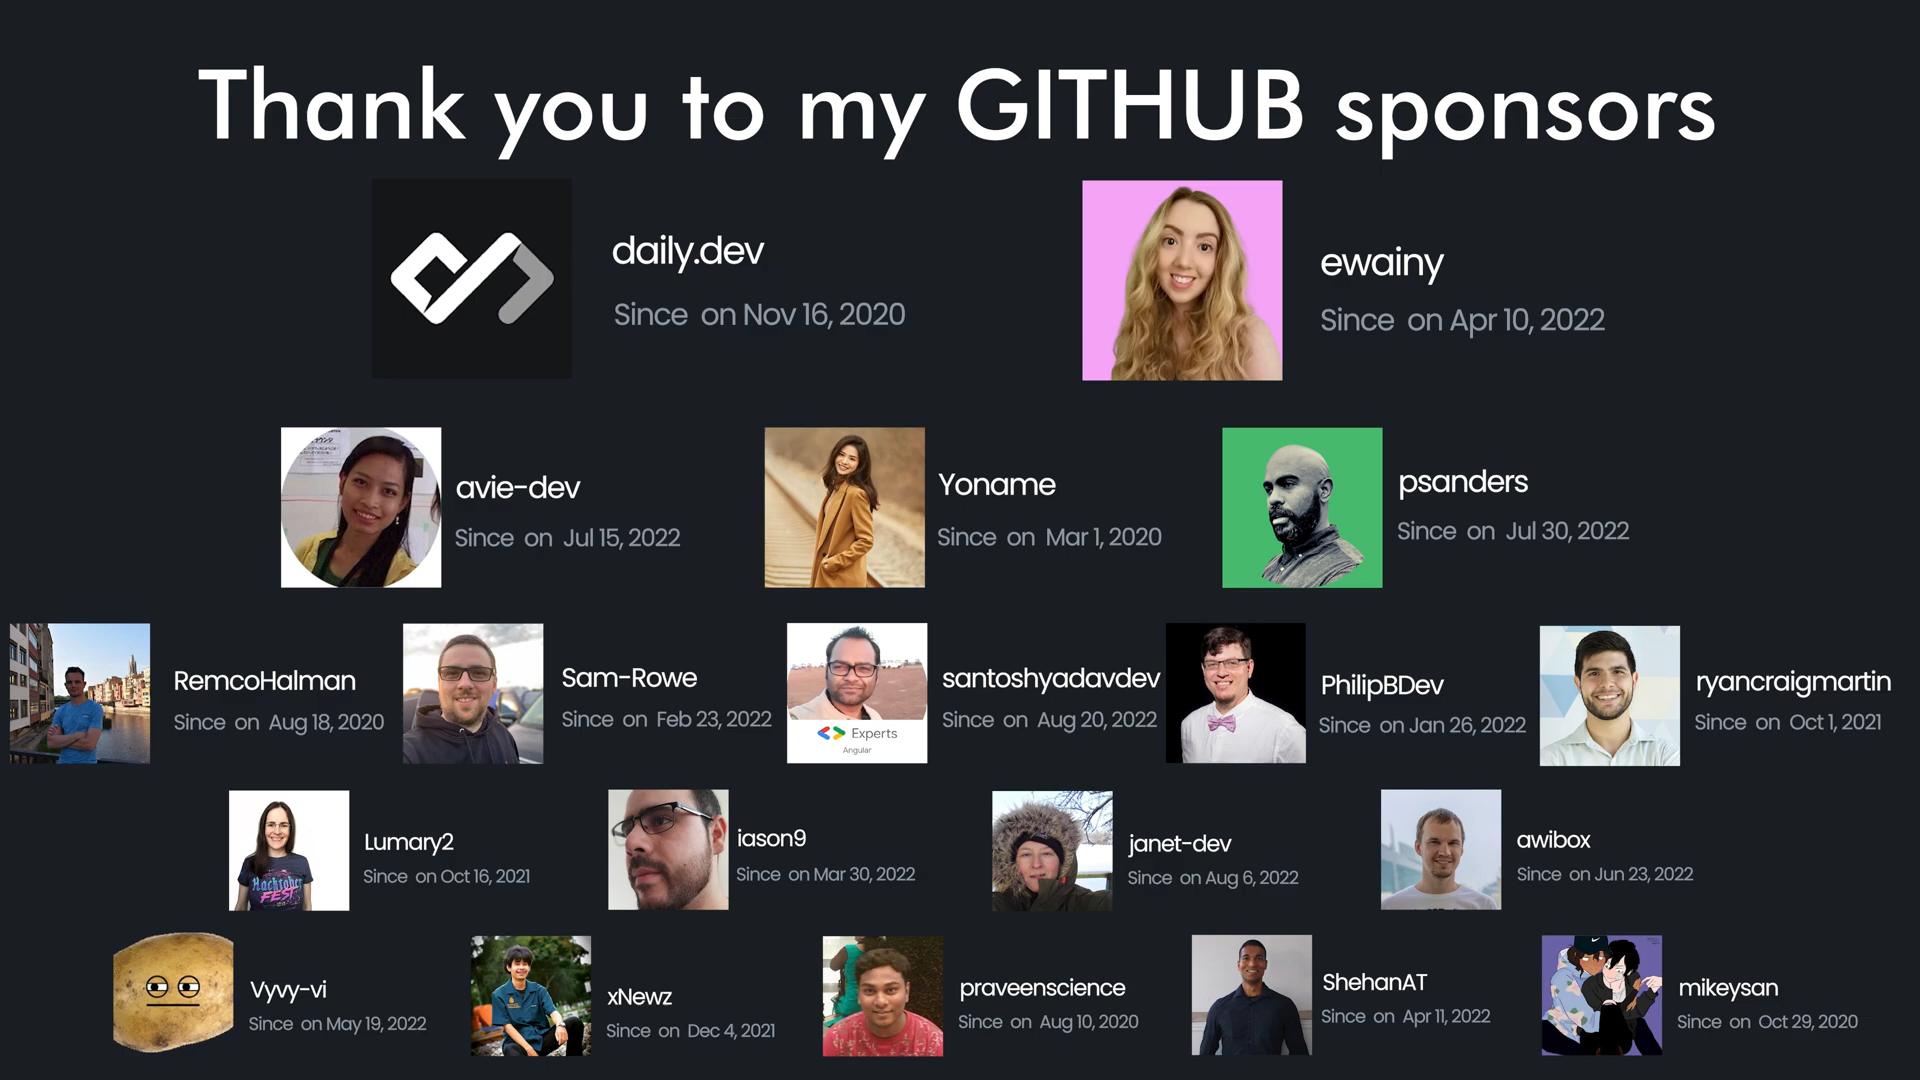 Thank you to my GITHUB sponsors
daily.dev
Since on Nov 16, 2020
ewainy
Since on Apr 10, 2022
avie-dev
Since on Jul 15, 2022
Yoname
Since on Mar 1, 2020
psanders
Since on Jul 30, 2022
RemcoHalman
Since on Aug 18, 2020
Sam-Rowe
Since on Feb 23, 2022
Experts
Angular
santoshyadavdev
Since on Aug 20, 2022
PhilipBDev
Since on Jan 26, 2022
ryancraigmartin
Since on Oct 1, 2021
Hacktober
FEST
Lumary2
Since on Oct 16, 2021
iason9
Since on Mar 30, 2022
janet-dev
Since on Aug 6, 2022
awibox
Since on Jun 23, 2022
Vyvy-vi
Since on May 19, 2022
xNewz
Since on Dec 4, 2021
praveenscience
Since on Aug 10, 2020
ShehanAT
Since on Apr 11, 2022
mikeysan
Since on Oct 29, 2020